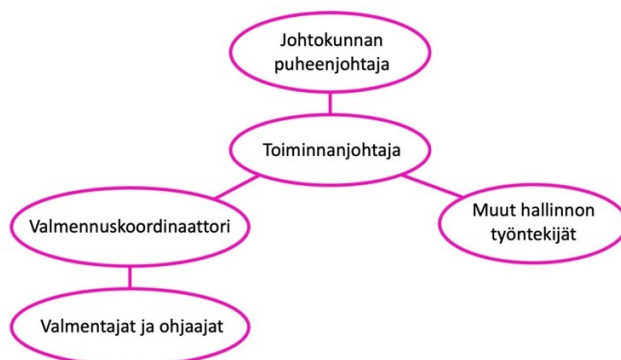 Johtokunnan
puheenjohtaja
Toiminnanjohtaja
Valmennuskoordinaattori
Muut hallinnon
työntekijät
Valmentajat ja ohjaajat